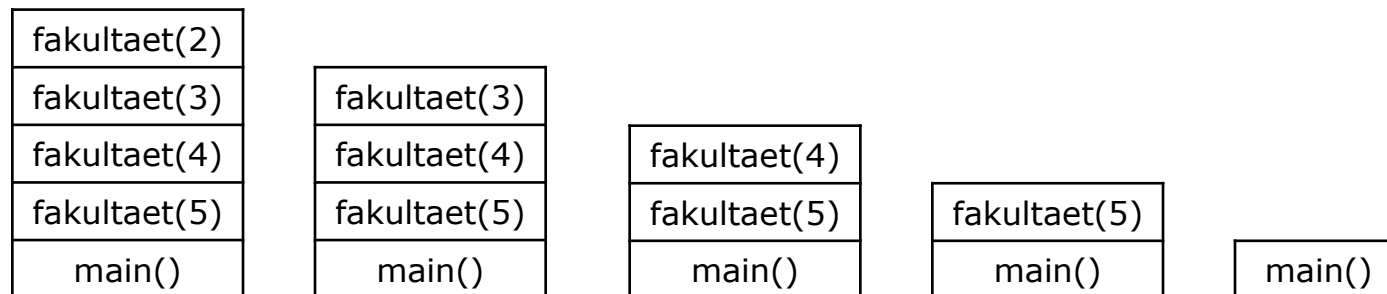 fakultaet(2)
fakultaet(3)
fakultaet(4)
fakultaet(5)
main()
fakultaet(3)
fakultaet(4)
fakultaet(5)
main()
fakultaet(4)
fakultaet(5)
main()
fakultaet(5)
main()
main()